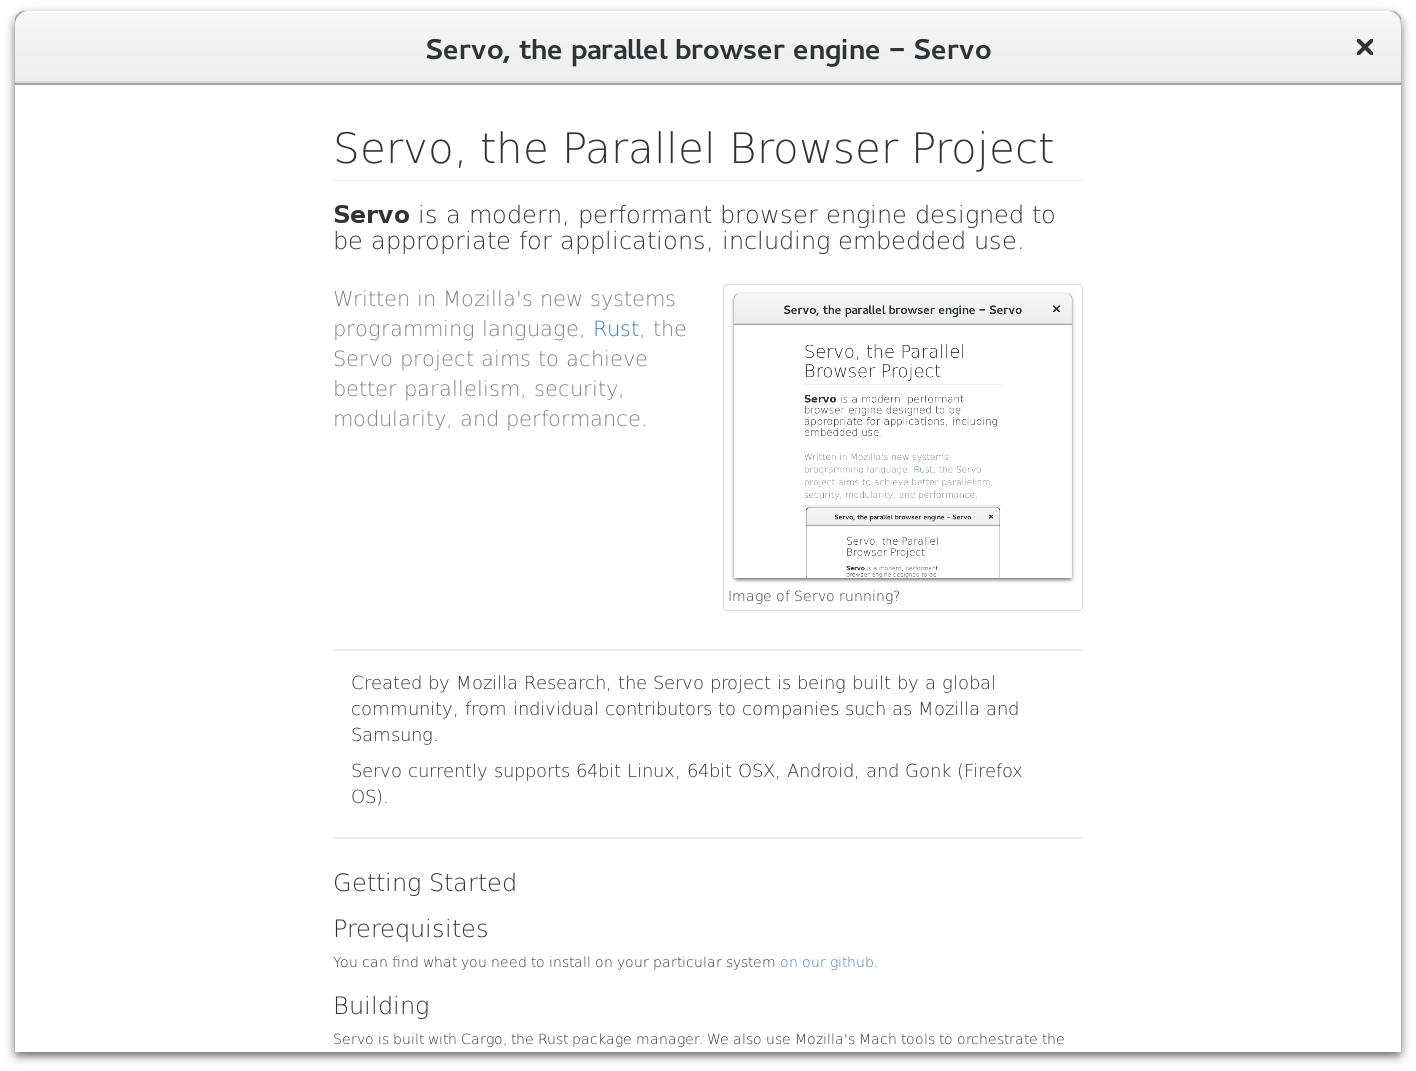 Servo, the parallel browser engine – Servo
Servo, the Parallel Browser Project
Servo is a modern, performant browser engine designed to
be appropriate for applications, including embedded use.
Written in Mozilla's new systems
programming language, Rust, the
Servo project aims to achieve
better parallelism, security,
modularity, and performance.
Servo, the parallel browser engine – Servo
Servo, the Parallel
Browser Project
Servo is a modern, performant
browser engine designed to be
appropriate for applications, including
embedded use.
Written in Mozilla's new systems
programming language, Rust, the Servo
project aims to achieve better parallelism,
security, modularity, and performance.
Servo, the parallel browser engine – Servo
Servo, the Parallel
Browser Project
Servo is a modern, performant
browser engine designed to be
Image of Servo running?
Created by Mozilla Research, the Servo project is being built by a global
community, from individual contributors to companies such as Mozilla and
Samsung.
Servo currently supports 64bit Linux, 64bit OSX, Android, and Gonk (Firefox
OS).
Getting Started
Prerequisites
You can find what you need to install on your particular system on our github.
Building
Servo is built with Cargo, the Rust package manager. We also use Mozilla's Mach tools to orchestrate the